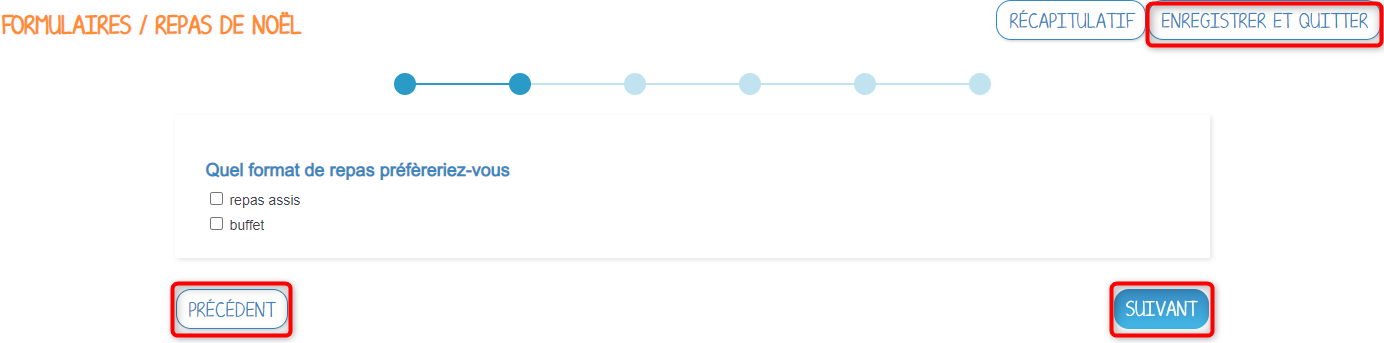 FORMULAIRES / REPAS DE NOËL
RÉCAPITULATIF
ENREGISTRER ET QUITTER
Quel format de repas préfèreriez-vous
repas assis
buffet
PRÉCÉDENT
SUIVANT